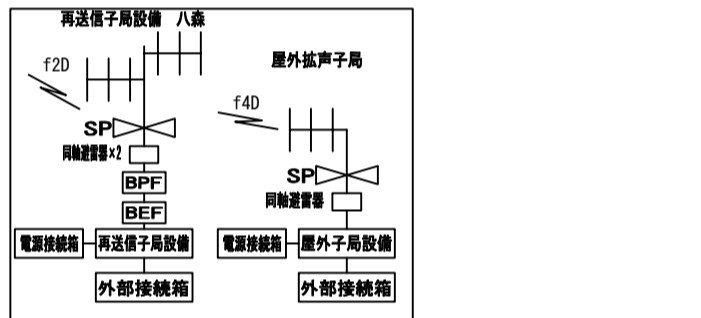 再送信子局設備 八森
f2D
SP
同軸避雷器×2
BPF
BEF
電源接続箱
再送信子局設備
外部接続箱
屋外拡声子局
f4D
SP
同軸避雷器
電源接続箱
屋外子局設備
外部接続箱